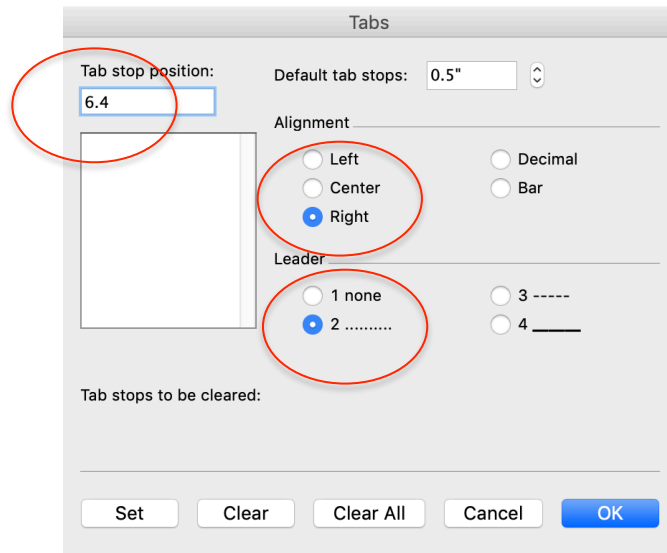 Tabs
Tab stop position:
Default tab stops: 0.5"
6.4
Alignment
Left
Decimal
Center
Bar
Right
Leader
1 none
3 -----
2 ..........
4 _____
Tab stops to be cleared:
Set Clear Clear All Cancel OK